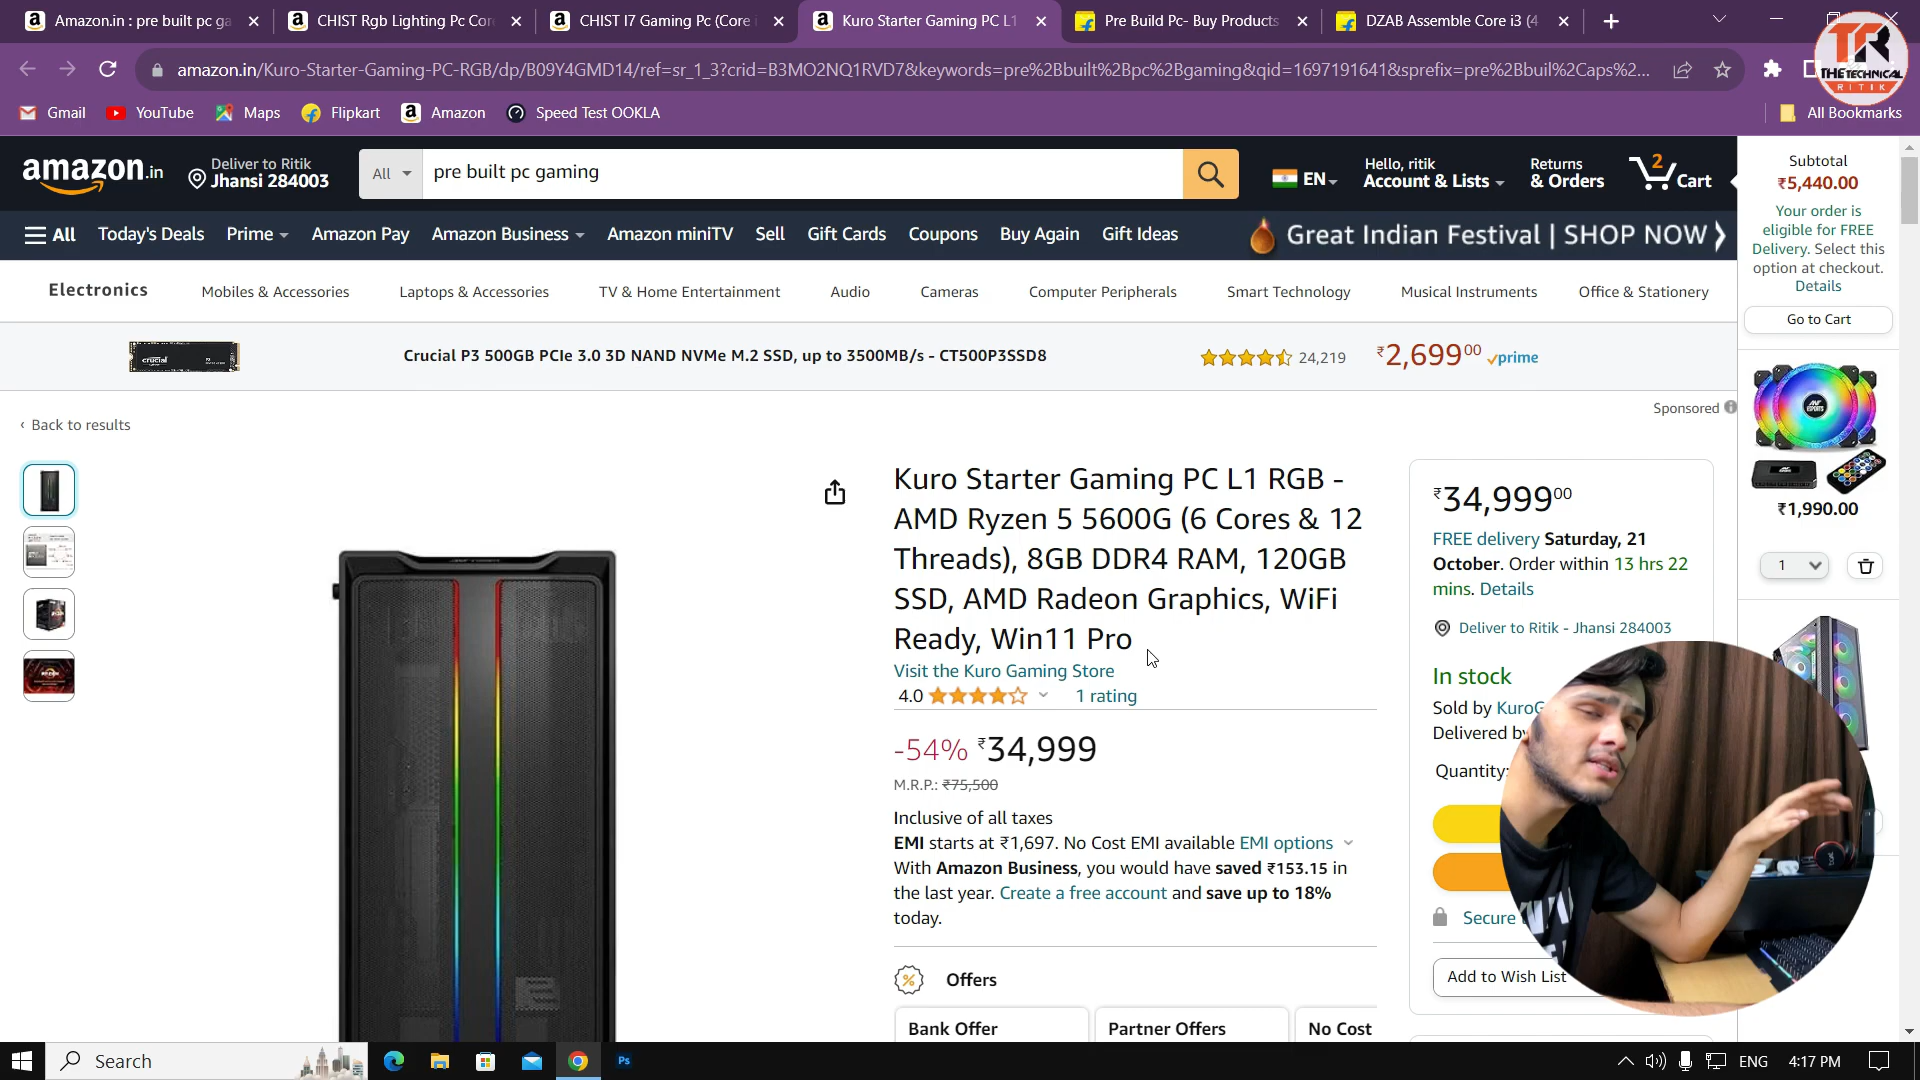 Amazon.in : pre built pc ga
CHIST Rgb Lighting Pc Cor
CHIST I7 Gaming Pc (Core i
Kuro Starter Gaming PC L1
Pre Build Pc- Buy Products
DZAB Assemble Core i3 (4
amazon.in/Kuro-Starter-Gaming-PC-RGB/dp/B09Y4GMD14/ref=sr_1_3?crid=B3MO2NQ1RVD7&keywords=pre%2Bbuilt%2Bpc%2Bgaming&qid=1697191641&sprefix=pre%2Bbuil%2Caps%2...
TR
THE TECHNICAL
RITIK
Gmail
YouTube
Maps
Flipkart
Amazon
Speed Test OOKLA
All Bookmarks
amazon.in
Deliver to Ritik
Jhansi 284003
All
pre built pc gaming
EN
Hello, ritik
Account & Lists
Returns
& Orders
2
Cart
All
Today's Deals
Prime
Amazon Pay
Amazon Business
Amazon miniTV
Sell
Gift Cards
Coupons
Buy Again
Gift Ideas
Great Indian Festival | SHOP NOW
Electronics
Mobiles & Accessories
Laptops & Accessories
TV & Home Entertainment
Audio
Cameras
Computer Peripherals
Smart Technology
Musical Instruments
Office & Stationery
crucial
Crucial P3 500GB PCIe 3.0 3D NAND NVMe M.2 SSD, up to 3500MB/s - CT500P3SSD8
24,219
₹2,699⁰⁰
prime
Sponsored
‹ Back to results
Kuro Starter Gaming PC L1 RGB -
AMD Ryzen 5 5600G (6 Cores & 12
Threads), 8GB DDR4 RAM, 120GB
SSD, AMD Radeon Graphics, WiFi
Ready, Win11 Pro
Visit the Kuro Gaming Store
4.0
1 rating
-54% ₹34,999
M.R.P.: ₹75,500
Inclusive of all taxes
EMI starts at ₹1,697. No Cost EMI available EMI options
With Amazon Business, you would have saved ₹153.15 in
the last year. Create a free account and save up to 18%
today.
Offers
Bank Offer
Partner Offers
No Cost
₹34,999⁰⁰
FREE delivery Saturday, 21
October. Order within 13 hrs 22
mins. Details
Deliver to Ritik - Jhansi 284003
In stock
Sold by KuroG
Delivered by
Quantity:
Secure
Add to Wish List
Subtotal
₹5,440.00
Your order is
eligible for FREE
Delivery. Select this
option at checkout.
Details
Go to Cart
₹1,990.00
1
Search
Ps
ENG
4:17 PM